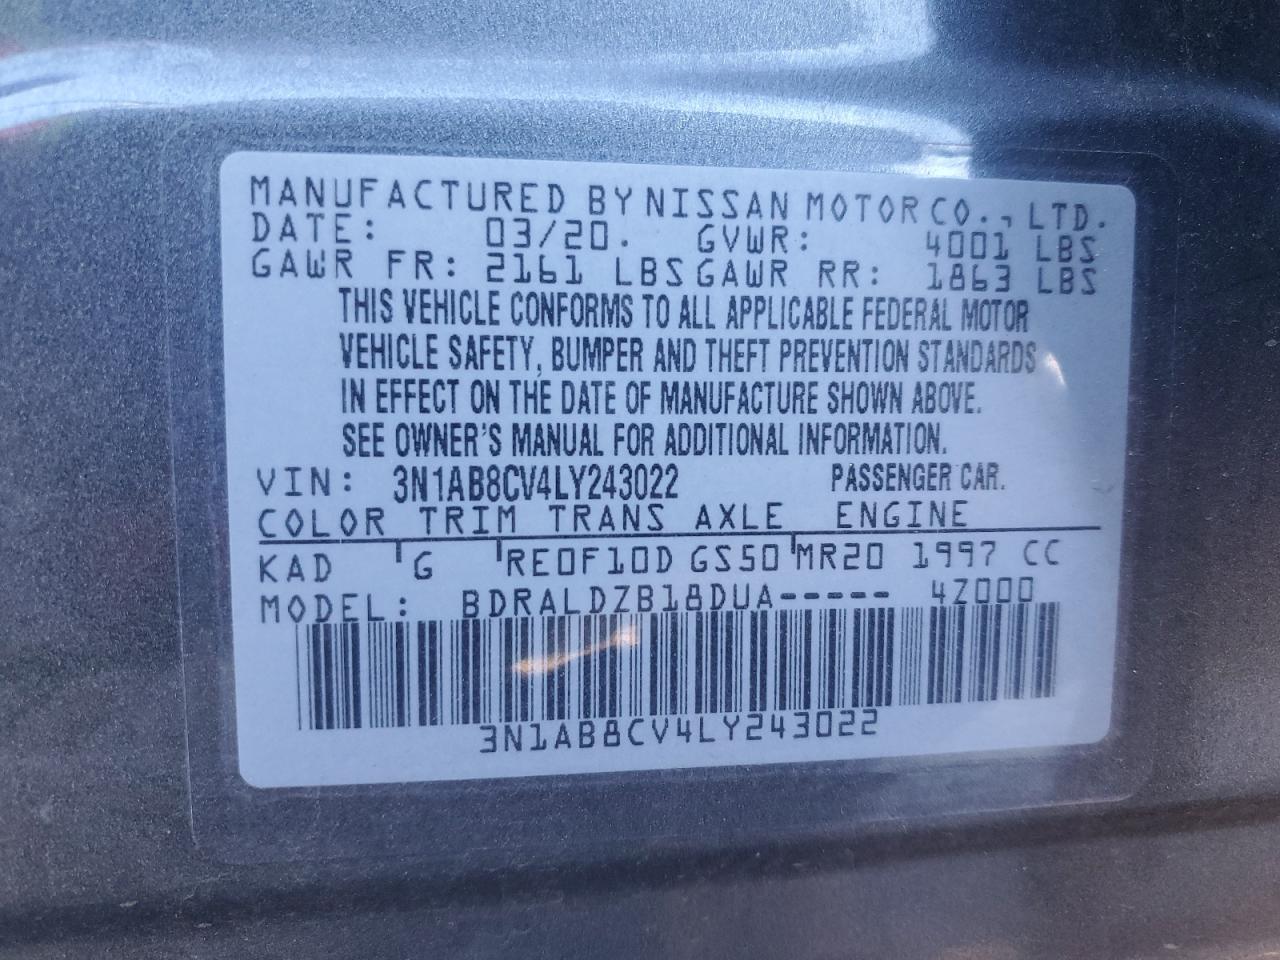 MANUFACTURED BY NISSAN MOTOR CO., LTD.
DATE: 03/20. GVWR: 4001 LBS
GAWR FR: 2161 LBS GAWR RR: 1863 LBS
THIS VEHICLE CONFORMS TO ALL APPLICABLE FEDERAL MOTOR
VEHICLE SAFETY, BUMPER AND THEFT PREVENTION STANDARDS
IN EFFECT ON THE DATE OF MANUFACTURE SHOWN ABOVE.
SEE OWNER'S MANUAL FOR ADDITIONAL INFORMATION.
VIN: 3N1AB8CV4LY243022 PASSENGER CAR.
COLOR TRIM TRANS AXLE ENGINE
KAD G RE0F10D GS50 MR20 1997 CC
MODEL: BDRALDZB18DUA----- 4Z000
3N1AB8CV4LY243022